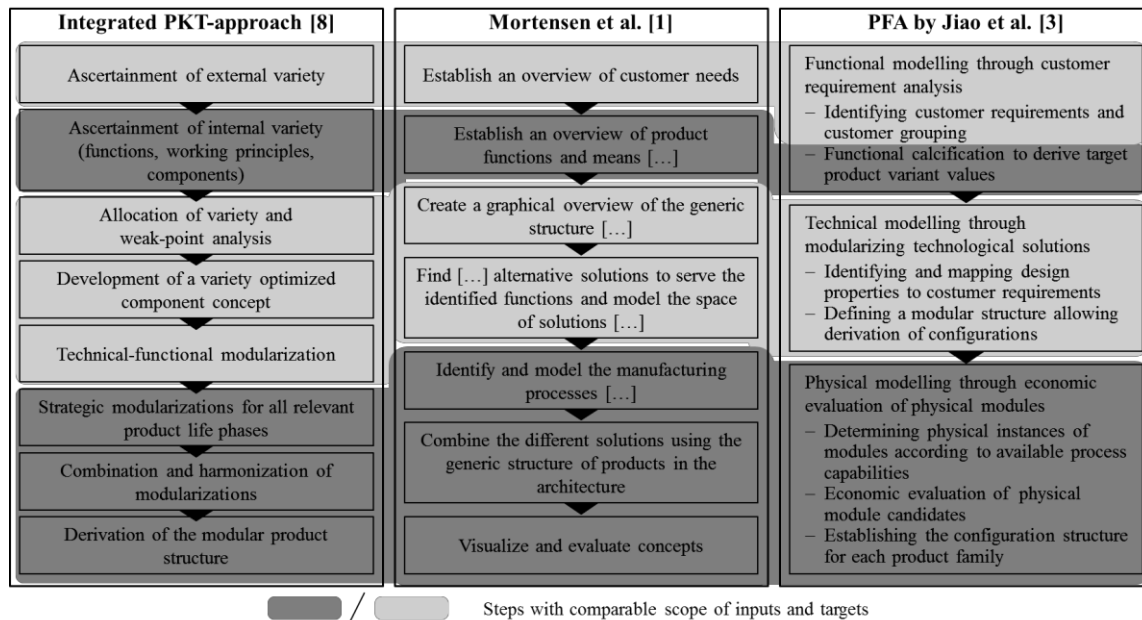 Integrated PKT-approach [8]
Ascertainment of external variety
Ascertainment of internal variety
(functions, working principles,
components)
Allocation of variety and
weak-point analysis
Development of a variety optimized
component concept
Technical-functional modularization
Strategic modularizations for all relevant
product life phases
Combination and harmonization of
modularizations
Derivation of the modular product
structure
Mortensen et al. [1]
Establish an overview of customer needs
Establish an overview of product
functions and means […]
Create a graphical overview of the generic
structure […]
Find […] alternative solutions to serve the
identified functions and model the space
of solutions […]
Identify and model the manufacturing
processes […]
Combine the different solutions using the
generic structure of products in the
architecture
Visualize and evaluate concepts
PFA by Jiao et al. [3]
Functional modelling through customer
requirement analysis
– Identifying customer requirements and
customer grouping
– Functional calcification to derive target
product variant values
Technical modelling through
modularizing technological solutions
– Identifying and mapping design
properties to costumer requirements
– Defining a modular structure allowing
derivation of configurations
Physical modelling through economic
evaluation of physical modules
– Determining physical instances of
modules according to available process
capabilities
– Economic evaluation of physical
module candidates
– Establishing the configuration structure
for each product family
/ Steps with comparable scope of inputs and targets